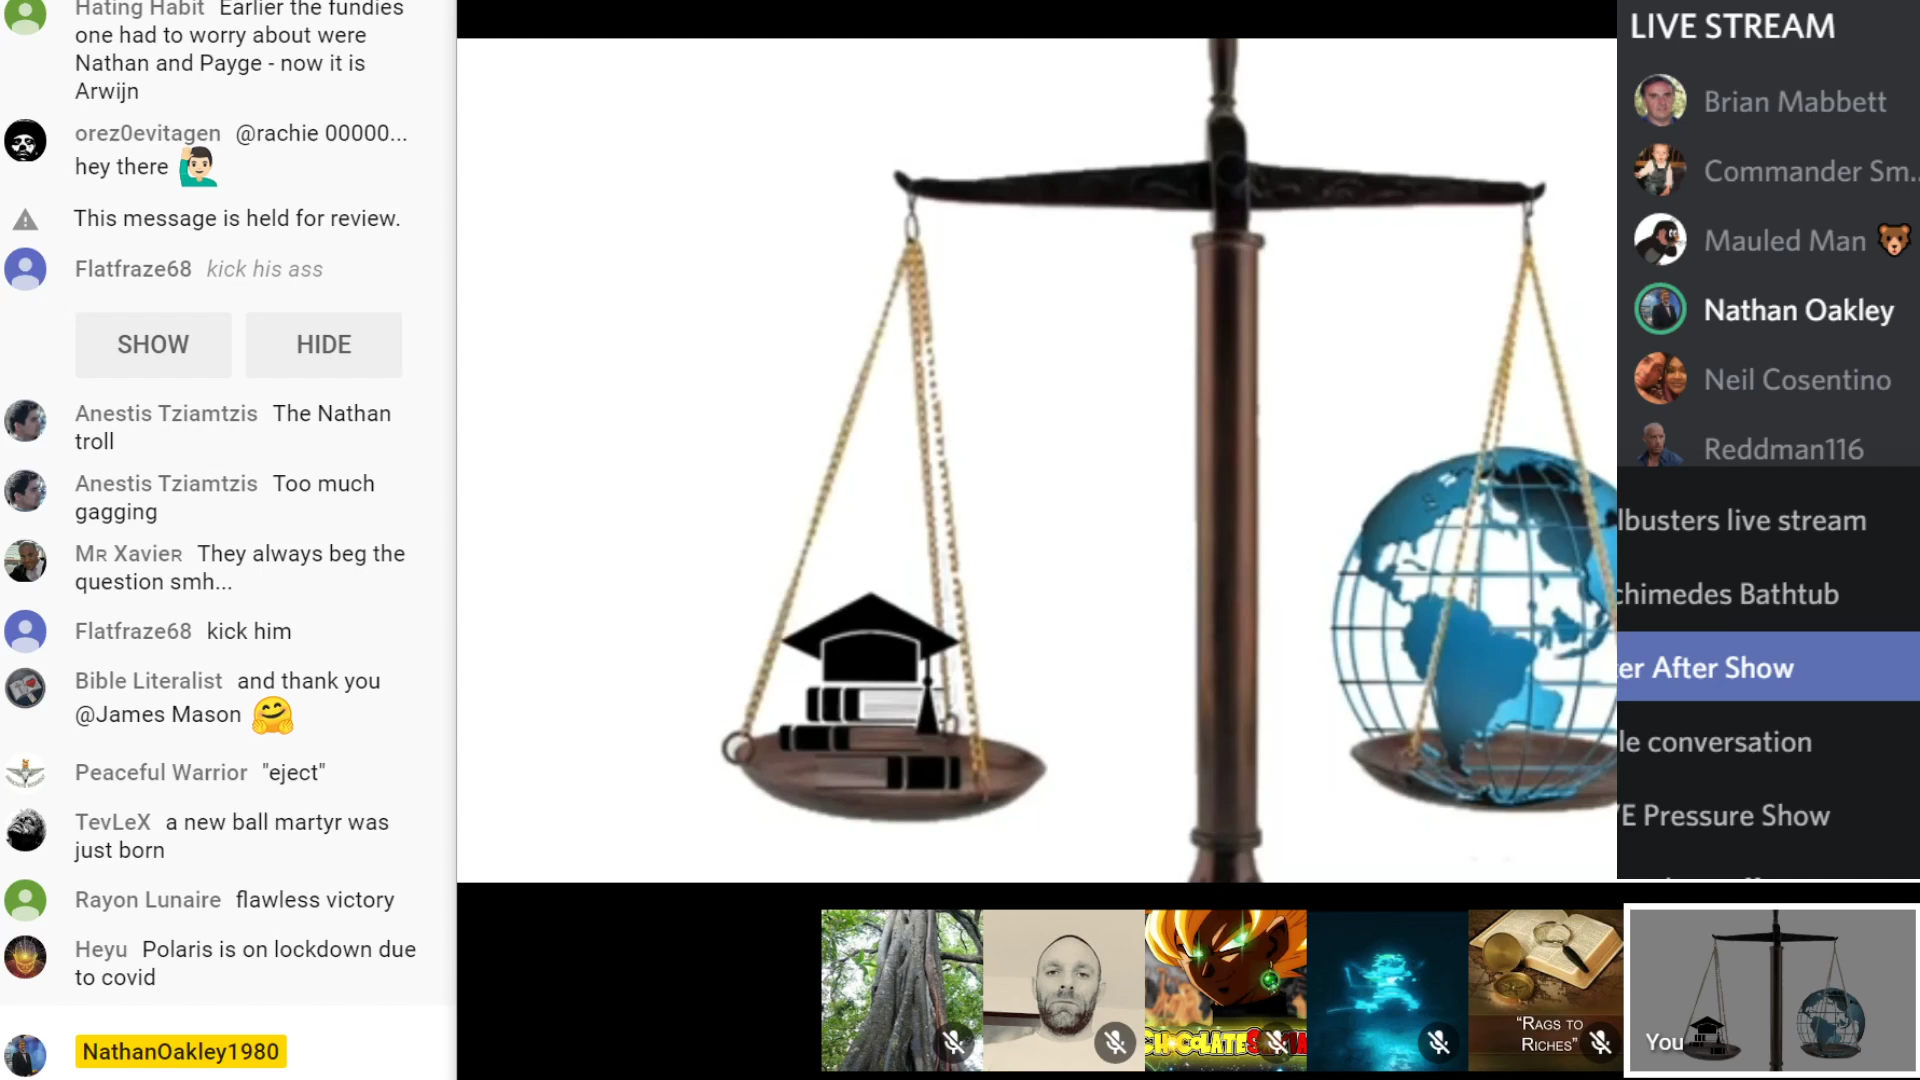 Hating Habit Earlier the fundies
one had to worry about were
Nathan and Payge - now it is
Arwijn
orez0evitagen @rachie 00000...
hey there
This message is held for review.
Flatfraze68 kick his ass
SHOW HIDE
Anestis Tziamtzis The Nathan
troll
Anestis Tziamtzis Too much
gagging
Mr Xavier They always beg the
question smh...
Flatfraze68 kick him
Bible Literalist and thank you
@James Mason
Peaceful Warrior "eject"
TevLeX a new ball martyr was
just born
Rayon Lunaire flawless victory
Heyu Polaris is on lockdown due
to covid
NathanOakley1980
LIVE STREAM
Brian Mabbett
Commander Sm..
Mauled Man
Nathan Oakley
Neil Cosentino
Reddman116
lbusters live stream
chimedes Bathtub
er After Show
le conversation
E Pressure Show
"Rags to
Riches"
You